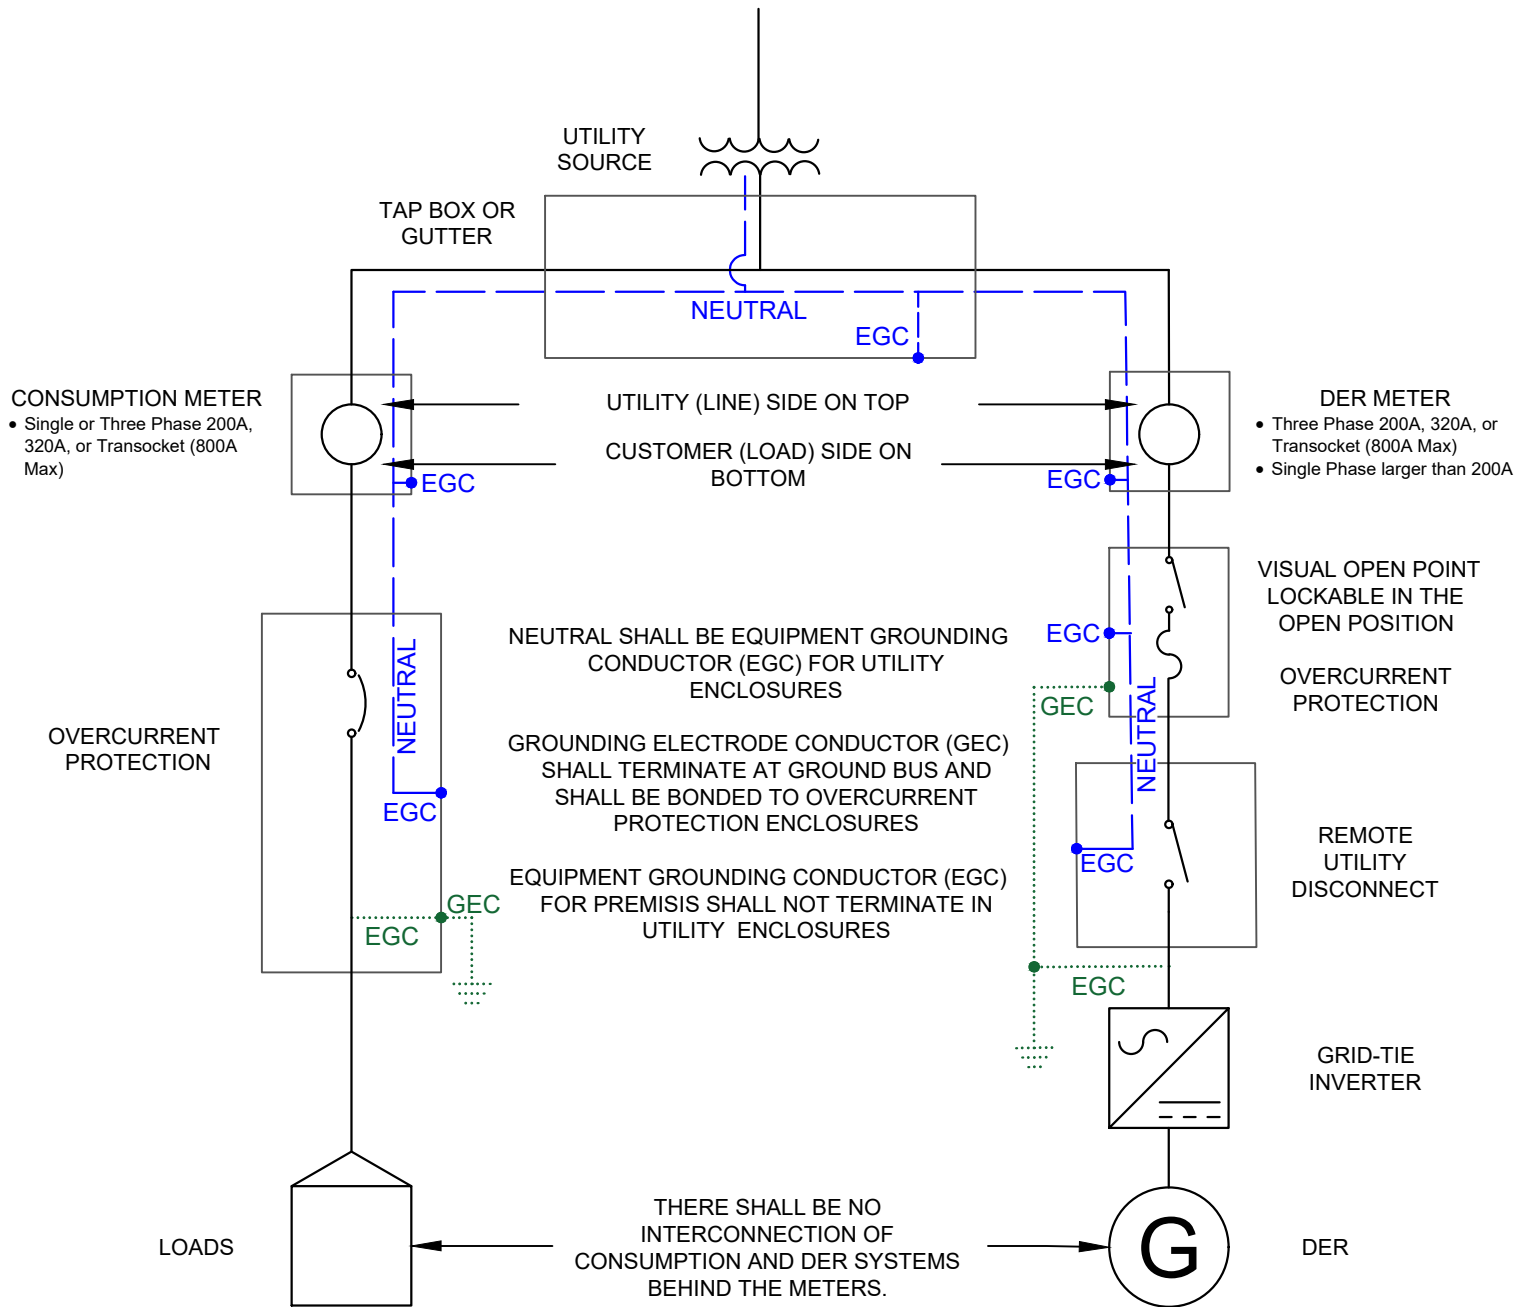 UTILITY
SOURCE
TAP BOX OR
GUTTER
NEUTRAL
EGC
CONSUMPTION METER
• Single or Three Phase 200A,
320A, or Transocket (800A
Max)
UTILITY (LINE) SIDE ON TOP
CUSTOMER (LOAD) SIDE ON
BOTTOM
DER METER
• Three Phase 200A, 320A, or
Transocket (800A Max)
• Single Phase larger than 200A
EGC
EGC
VISUAL OPEN POINT
LOCKABLE IN THE
OPEN POSITION
OVERCURRENT
PROTECTION
NEUTRAL SHALL BE EQUIPMENT GROUNDING
CONDUCTOR (EGC) FOR UTILITY
ENCLOSURES
EGC
GEC
NEUTRAL
NEUTRAL
OVERCURRENT
PROTECTION
GROUNDING ELECTRODE CONDUCTOR (GEC)
SHALL TERMINATE AT GROUND BUS AND
SHALL BE BONDED TO OVERCURRENT
PROTECTION ENCLOSURES
EGC
EGC
REMOTE
UTILITY
DISCONNECT
EQUIPMENT GROUNDING CONDUCTOR (EGC)
FOR PREMISIS SHALL NOT TERMINATE IN
UTILITY ENCLOSURES
GEC
EGC
EGC
GRID-TIE
INVERTER
LOADS
THERE SHALL BE NO
INTERCONNECTION OF
CONSUMPTION AND DER SYSTEMS
BEHIND THE METERS.
G
DER